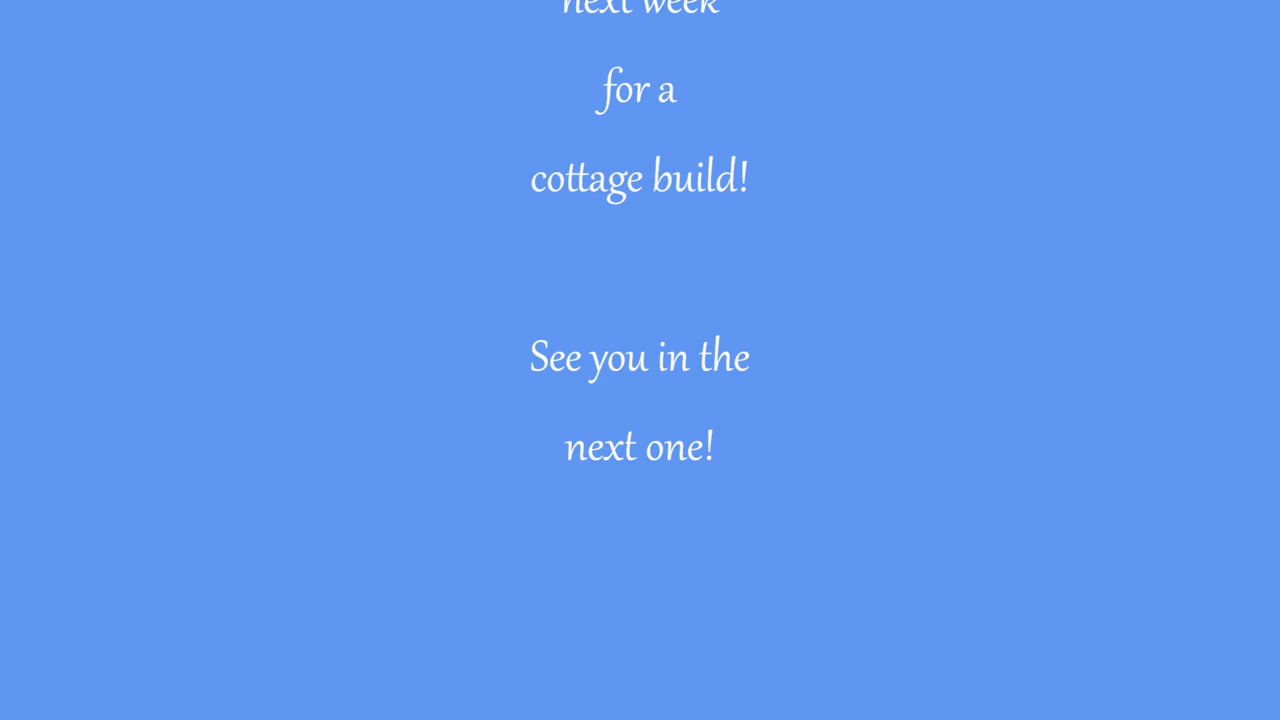 next week
for a
cottage build!
See you in the
next one!